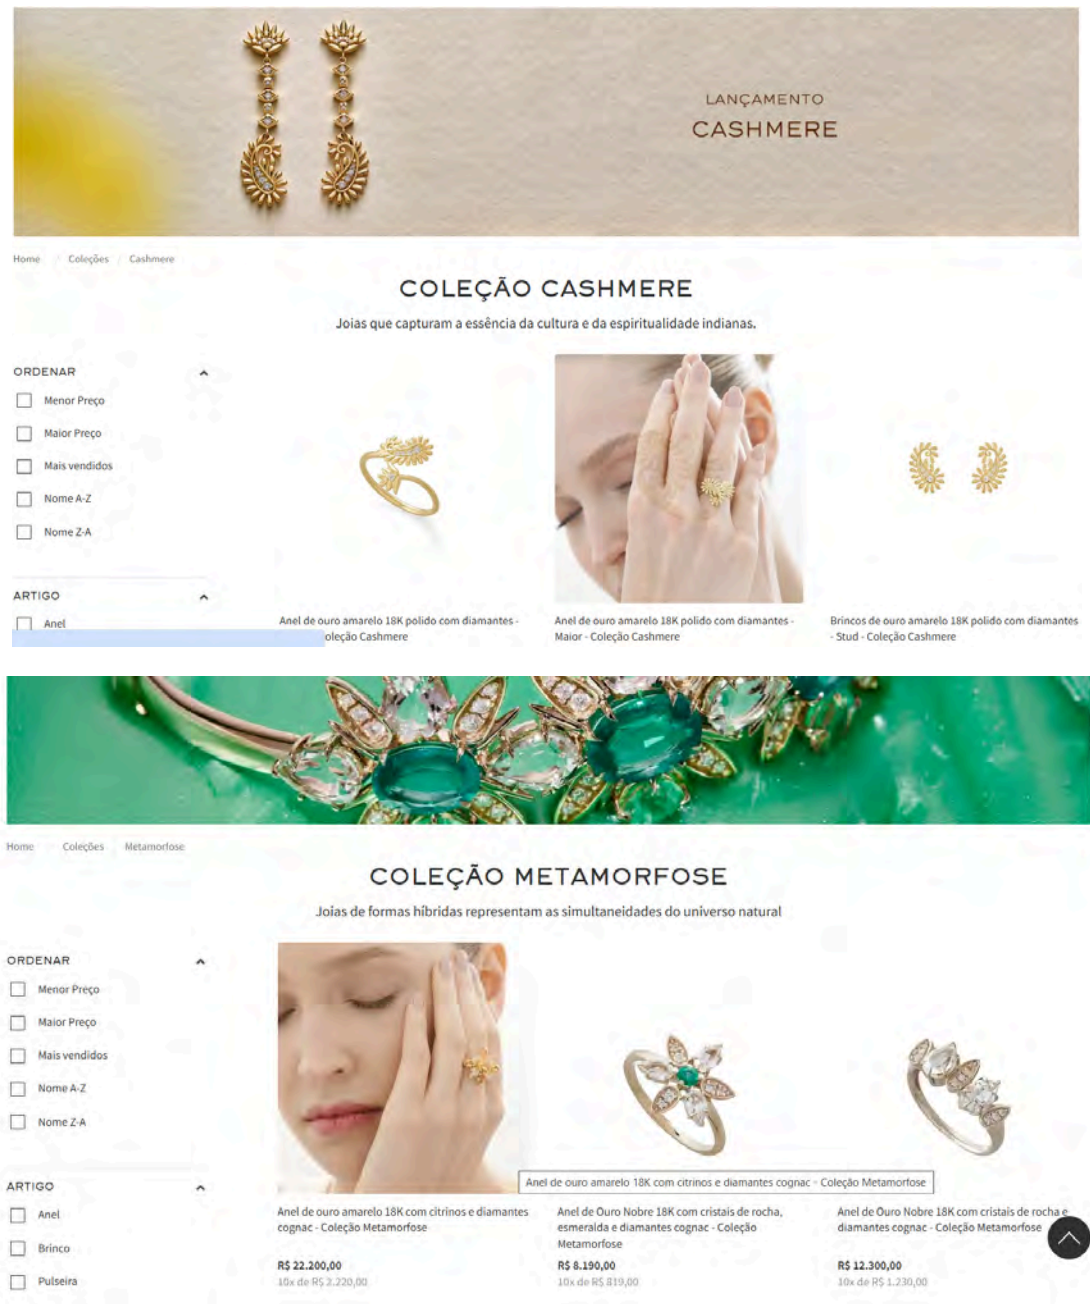 LANÇAMENTO
CASHMERE
Home Coleções Cashmere
COLEÇÃO CASHMERE
Joias que capturam a essência da cultura e da espiritualidade indianas.
ORDENAR
Menor Preço
Maior Preço
Mais vendidos
Nome A-Z
Nome Z-A
ARTIGO
Anel
Anel de ouro amarelo 18K polido com diamantes -
oleção Cashmere
Anel de ouro amarelo 18K polido com diamantes -
Maior - Coleção Cashmere
Brincos de ouro amarelo 18K polido com diamantes
- Stud - Coleção Cashmere
Home Coleções Metamorfose
COLEÇÃO METAMORFOSE
Joias de formas híbridas representam as simultaneidades do universo natural
ORDENAR
Menor Preço
Maior Preço
Mais vendidos
Nome A-Z
Nome Z-A
ARTIGO
Anel
Brinco
Pulseira
Anel de ouro amarelo 18K com citrinos e diamantes cognac - Coleção Metamorfose
Anel de ouro amarelo 18K com citrinos e diamantes
cognac - Coleção Metamorfose
R$ 22.200,00
10x de R$ 2.220,00
Anel de Ouro Nobre 18K com cristais de rocha,
esmeralda e diamantes cognac - Coleção
Metamorfose
R$ 8.190,00
10x de R$ 819,00
Anel de Ouro Nobre 18K com cristais de rocha e
diamantes cognac - Coleção Metamorfose
R$ 12.300,00
10x de R$ 1.230,00